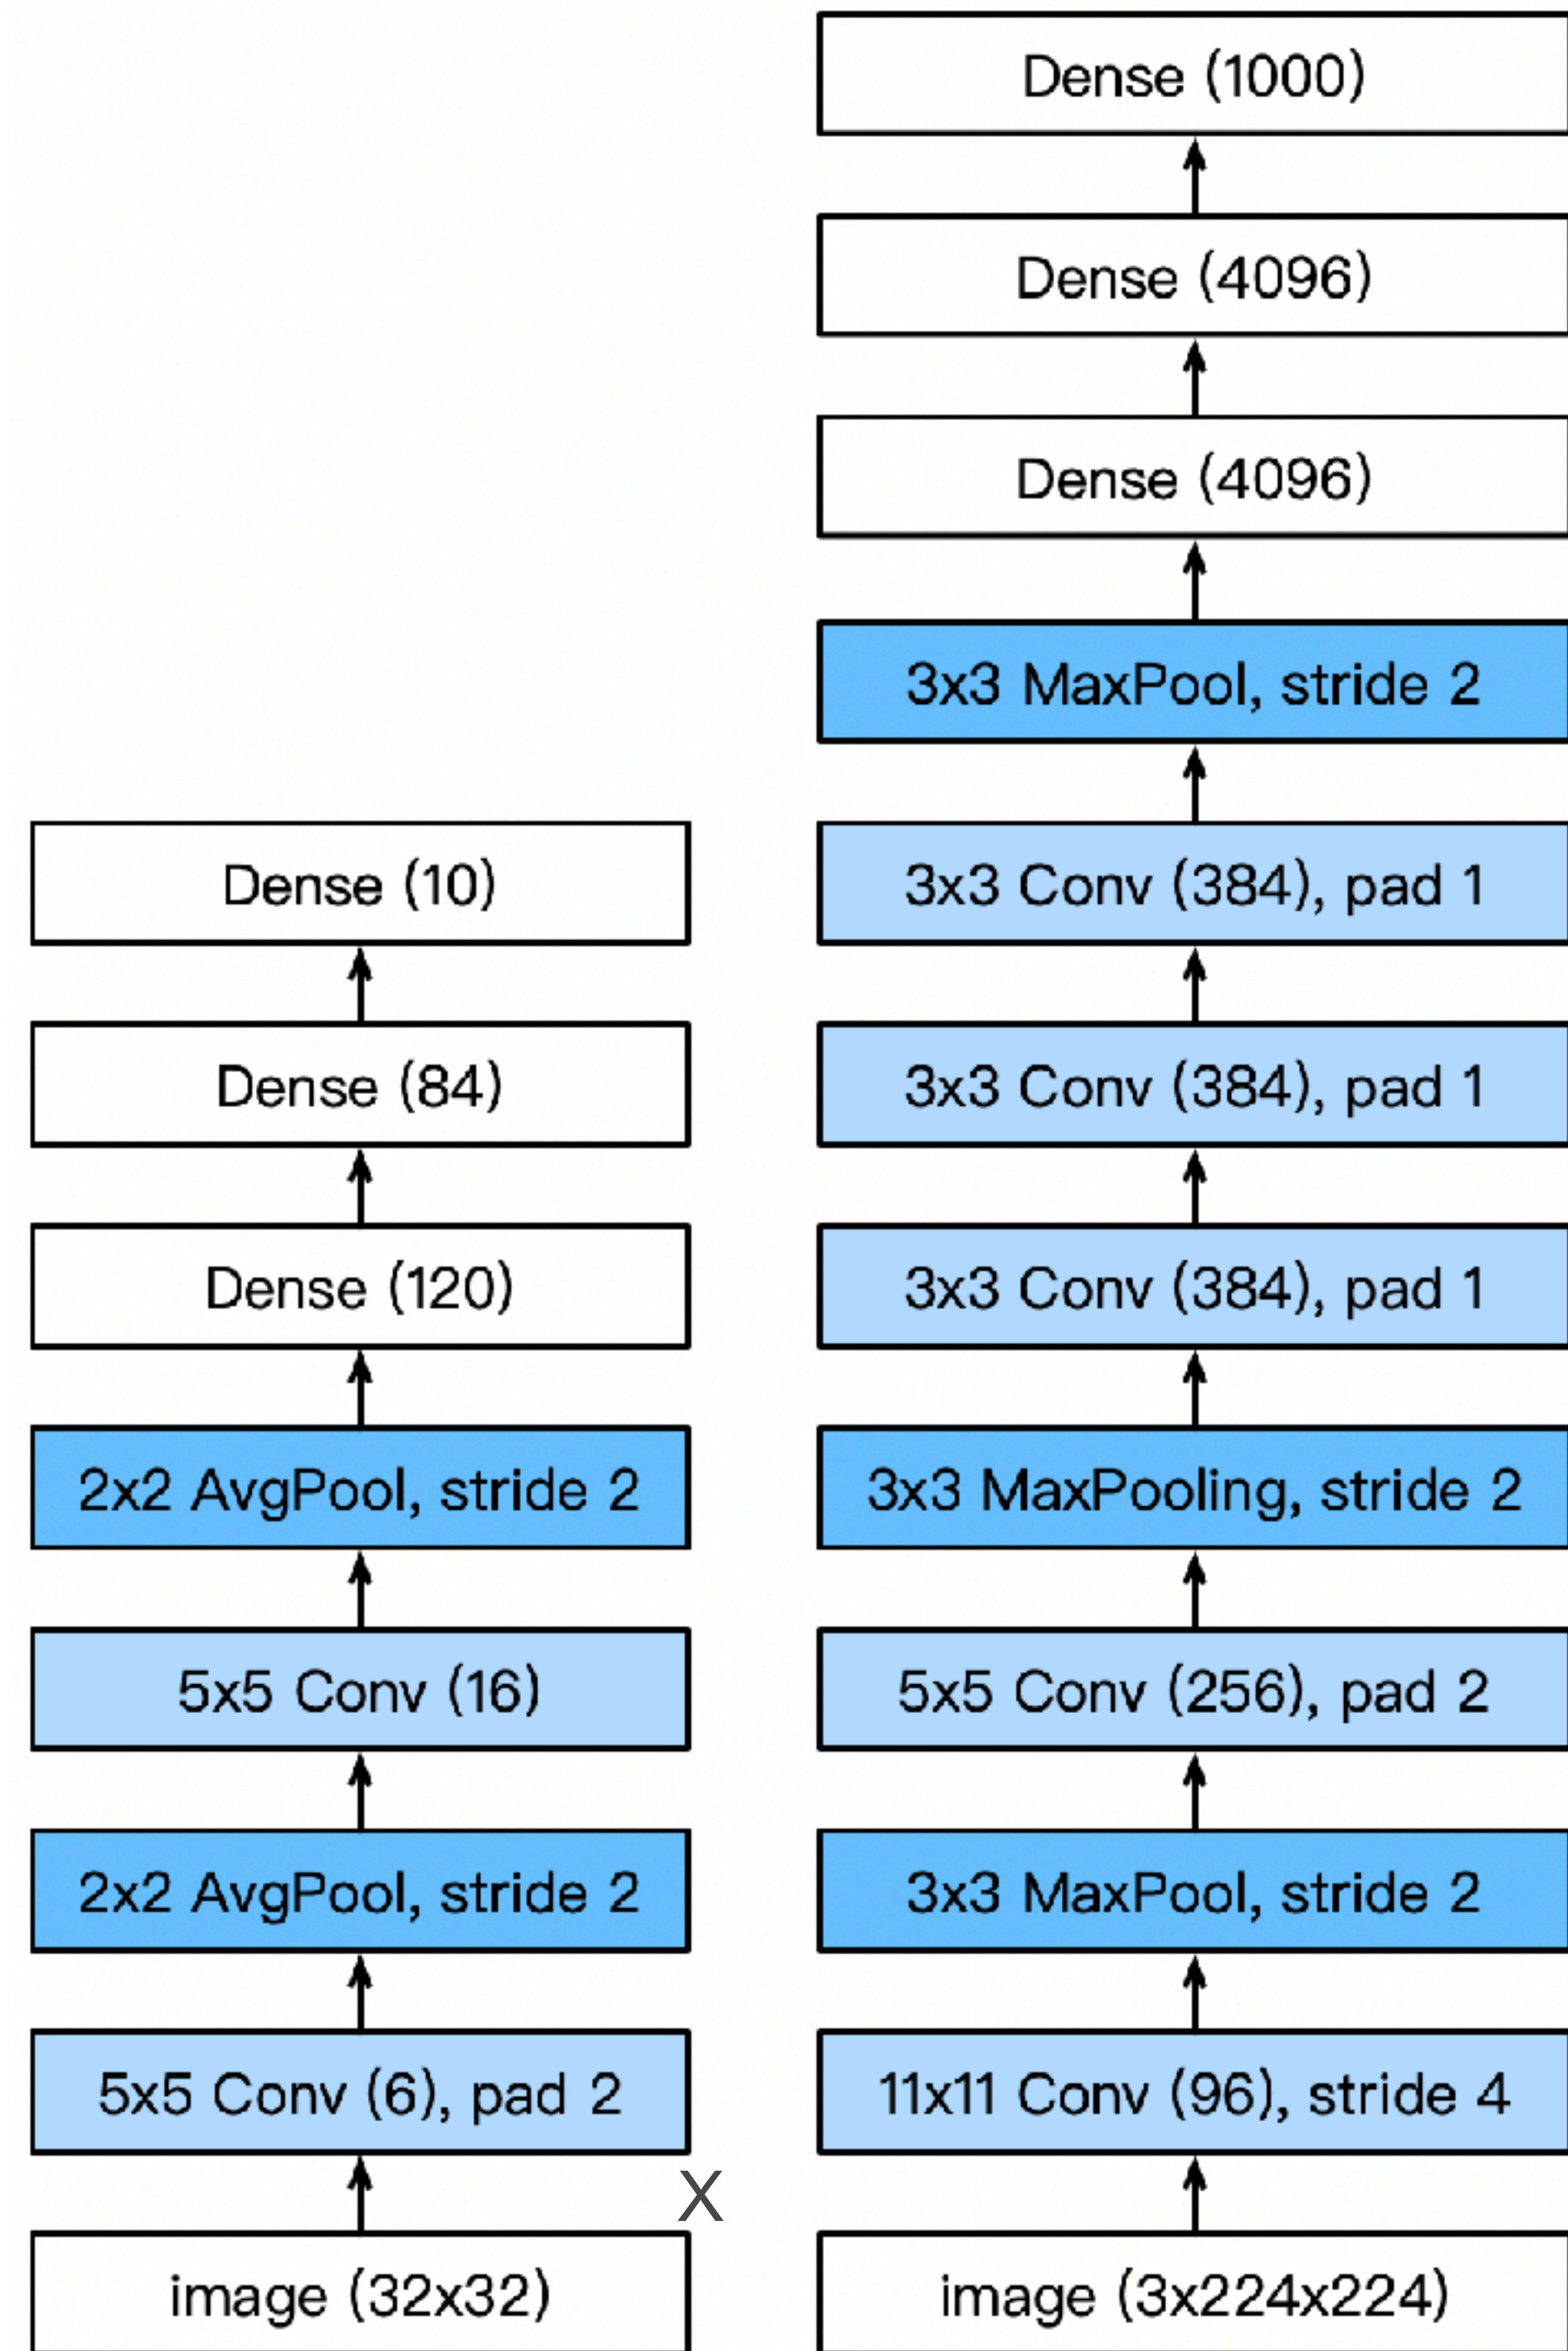 Dense (1000)
Dense (4096)
Dense (4096)
3x3 MaxPool, stride 2
Dense (10)
3x3 Conv (384), pad 1
Dense (84)
3x3 Conv (384), pad 1
Dense (120)
3x3 Conv (384), pad 1
2x2 AvgPool, stride 2
3x3 MaxPooling, stride 2
5x5 Conv (16)
5x5 Conv (256), pad 2
2x2 AvgPool, stride 2
3x3 MaxPool, stride 2
5x5 Conv (6), pad 2
11x11 Conv (96), stride 4
X
image (32x32)
image (3x224x224)